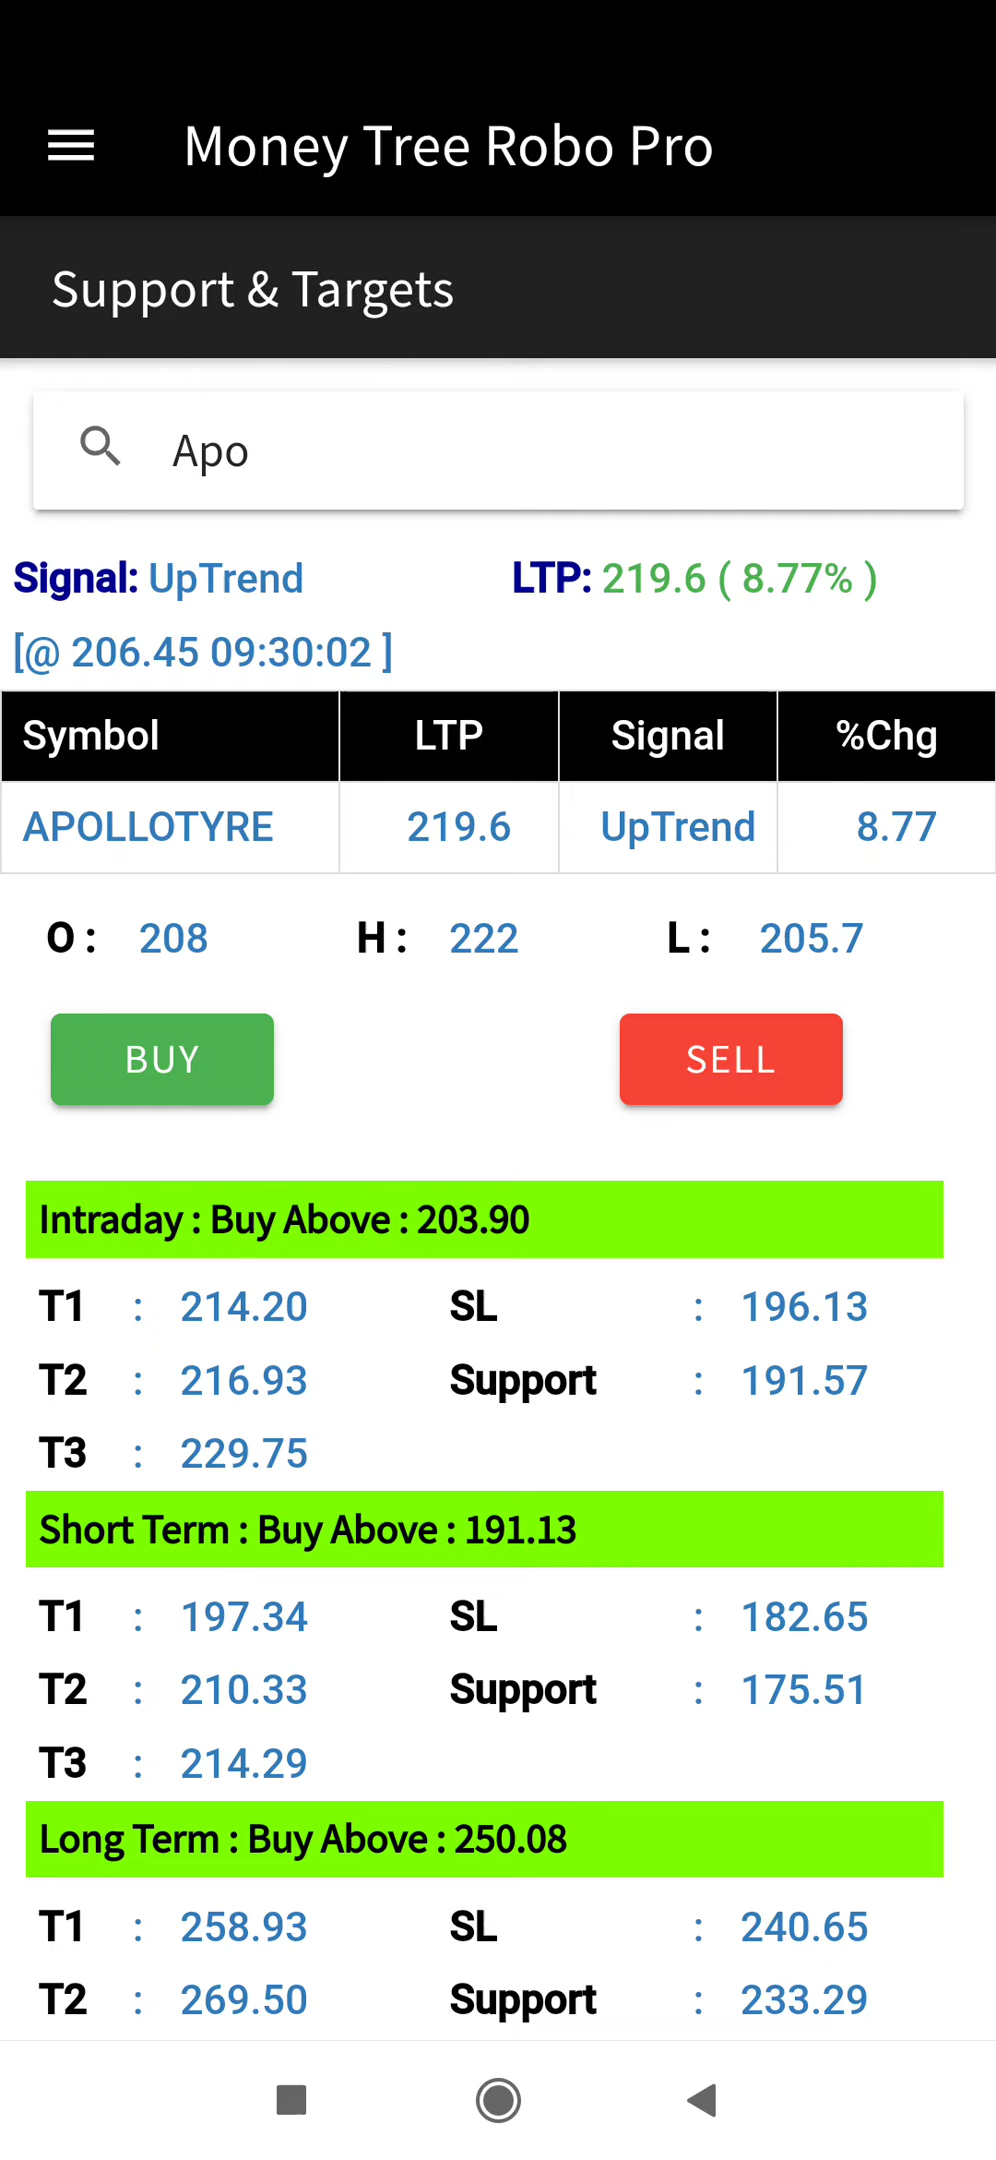 Money Tree Robo Pro
Support & Targets
Apo
Signal: UpTrend LTP: 219.6 ( 8.77% )
[@ 206.45 09:30:02 ]
Symbol LTP Signal %Chg
APOLLOTYRE 219.6 UpTrend 8.77
O : 208 H : 222 L : 205.7
BUY SELL
Intraday : Buy Above : 203.90
T1 : 214.20 SL : 196.13
T2 : 216.93 Support : 191.57
T3 : 229.75
Short Term : Buy Above : 191.13
T1 : 197.34 SL : 182.65
T2 : 210.33 Support : 175.51
T3 : 214.29
Long Term : Buy Above : 250.08
T1 : 258.93 SL : 240.65
T2 : 269.50 Support : 233.29